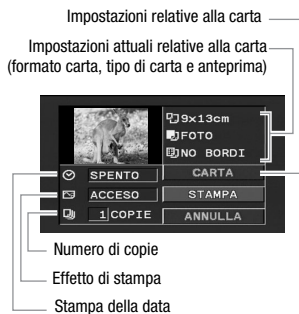 Impostazioni relative alla carta
Impostazioni attuali relative alla carta
(formato carta, tipo di carta e anteprima)
9x13cm
FOTO
NO BORDI
SPENTO
CARTA
ACCESO
STAMPA
1 COPIE
ANNULLA
Numero di copie
Effetto di stampa
Stampa della data